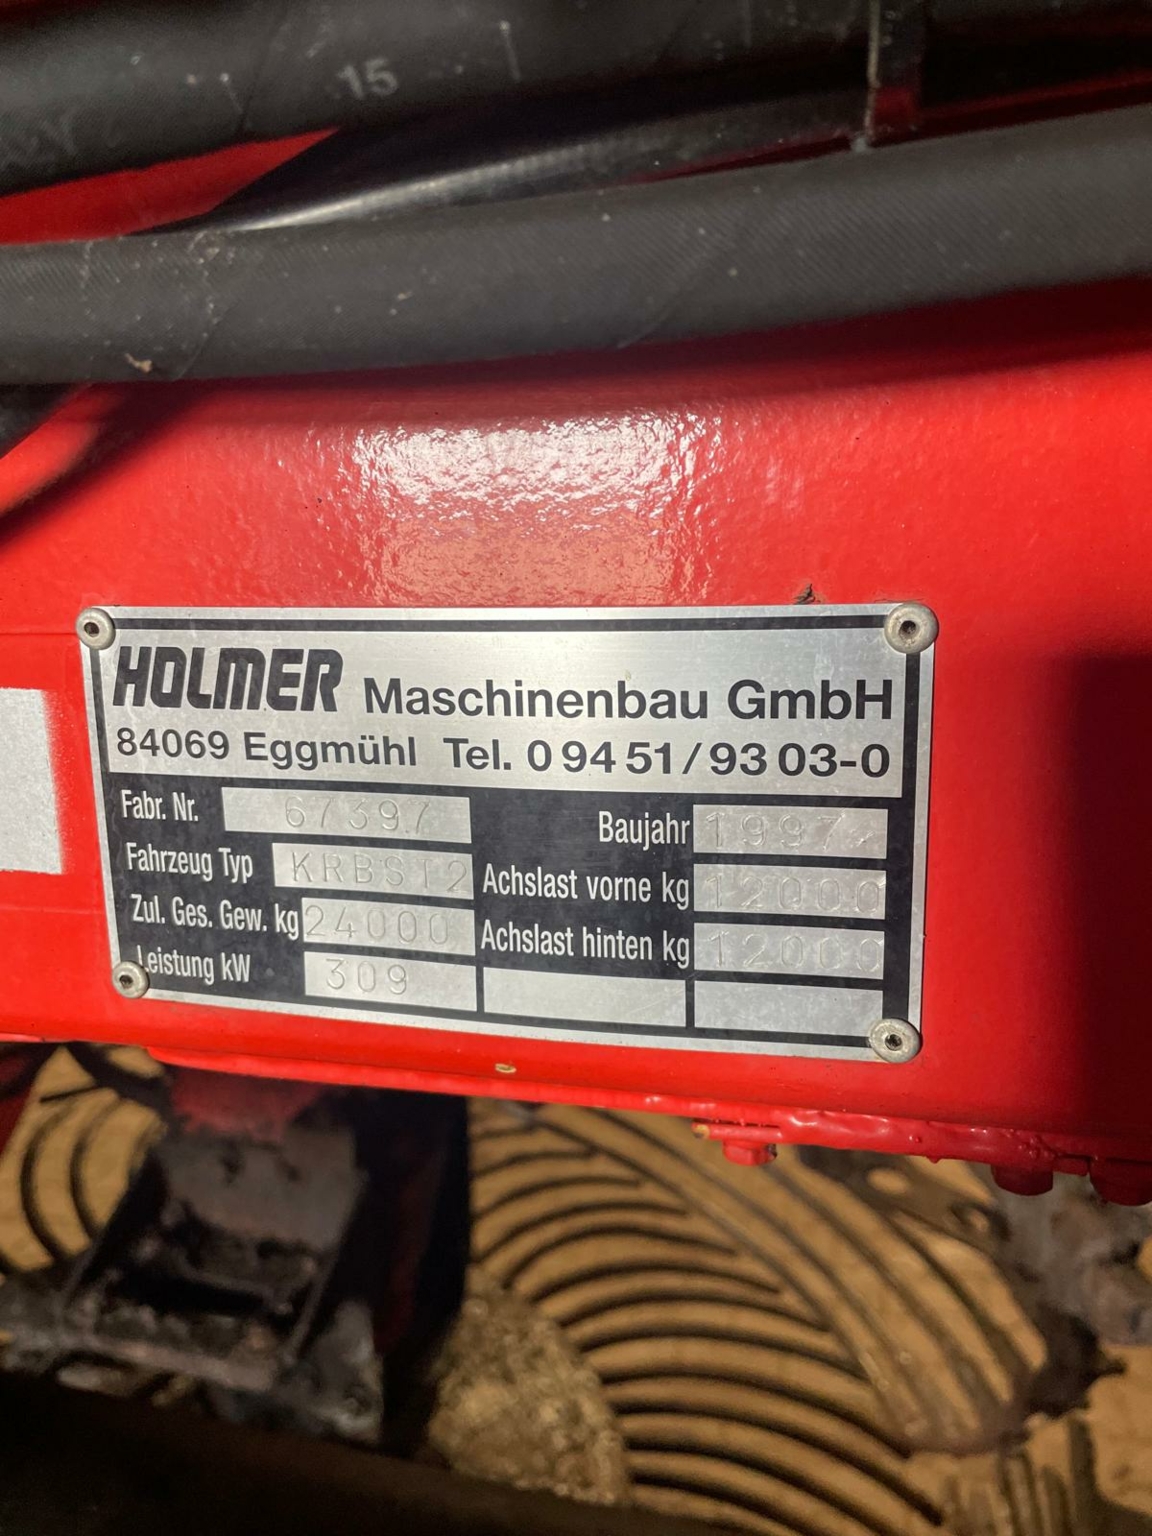 15
HOLMER Maschinenbau GmbH
84069 Eggmühl Tel. 0 94 51/93 03-0
Fabr. Nr. 67397
Baujahr 1997
Fahrzeug Typ KRBST2
Achslast vorne kg 12000
Zul. Ges. Gew. kg 24000
Achslast hinten kg 12000
Leistung kW 309